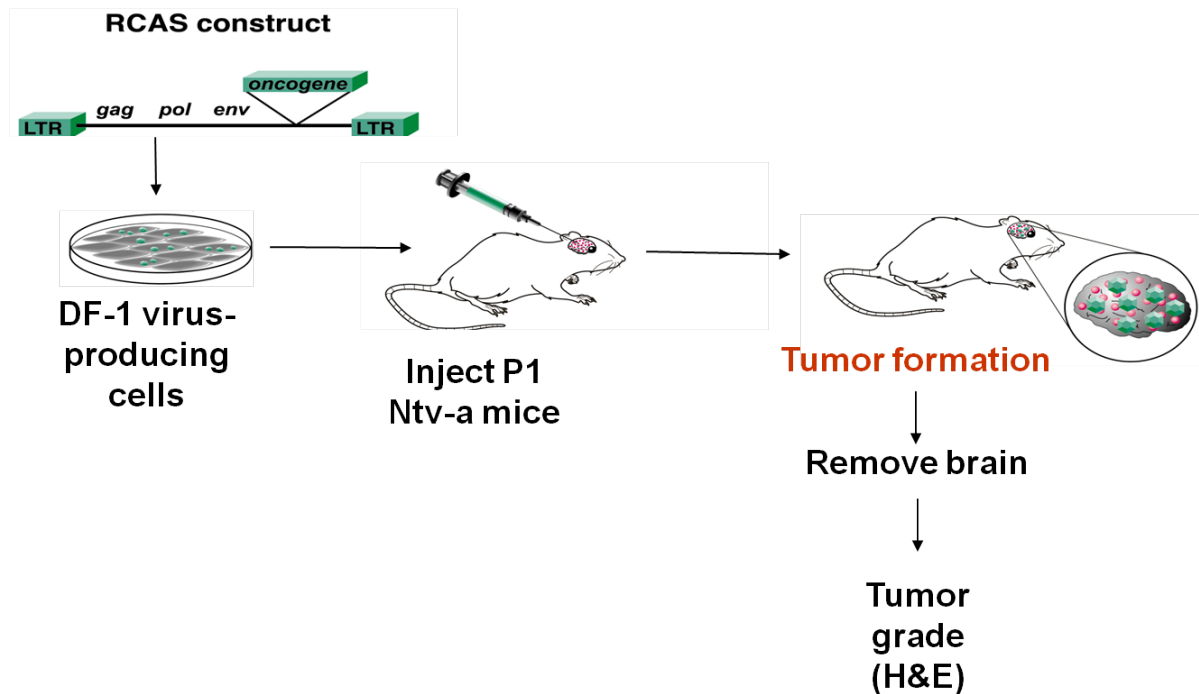 RCAS construct
oncogene
gag pol env
LTR
LTR
DF-1 virus-
producing
cells
Inject P1
Ntv-a mice
Tumor formation
Remove brain
Tumor
grade
(H&E)